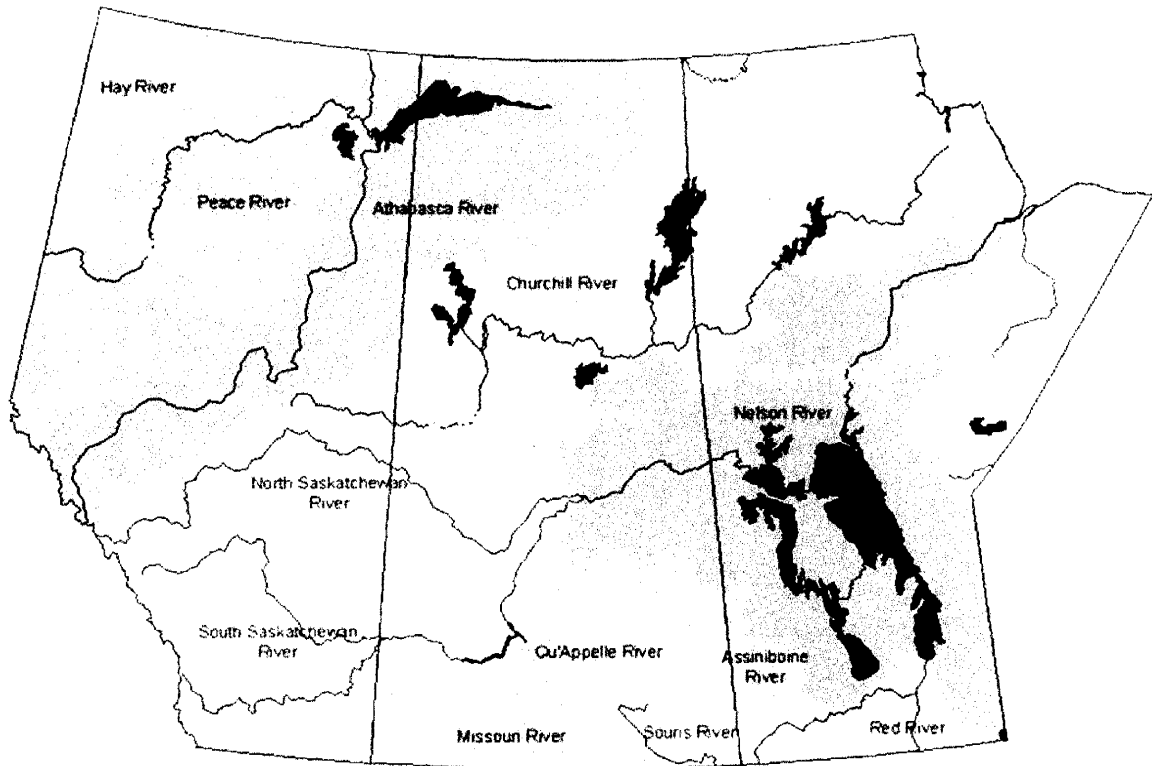 Hay River
Peace River
Athabasca River
Churchill River
Nelson River
North Saskatchewan
River
South Saskatchewan
River
Qu'Appelle River
Assiniboine
River
Missouri River
Souris River
Red River